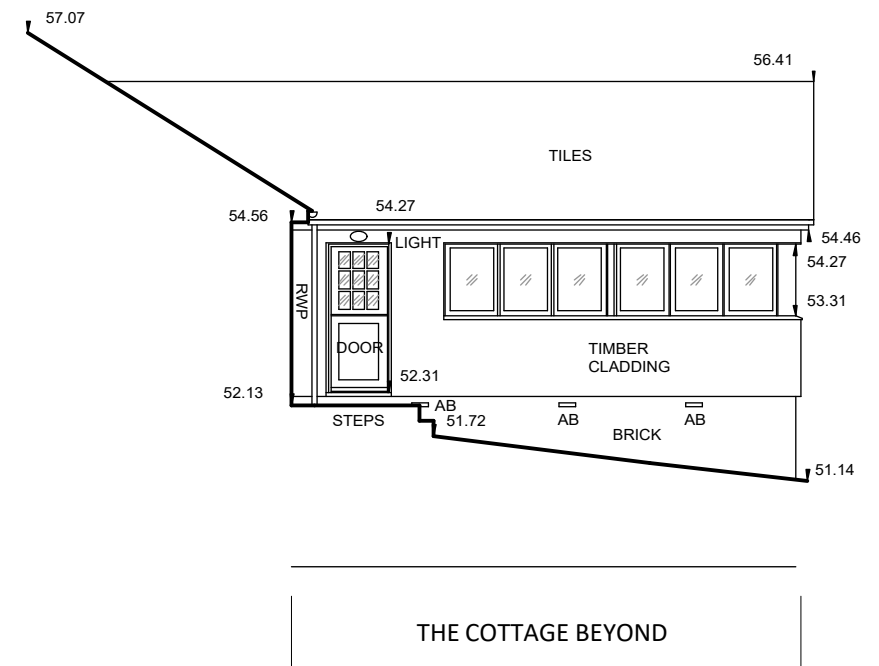 57.07
56.41
TILES
54.56
54.27
LIGHT
54.46
54.27
RWP
53.31
DOOR
TIMBER
CLADDING
52.31
52.13
AB
STEPS
51.72
AB
AB
BRICK
51.14
THE COTTAGE BEYOND